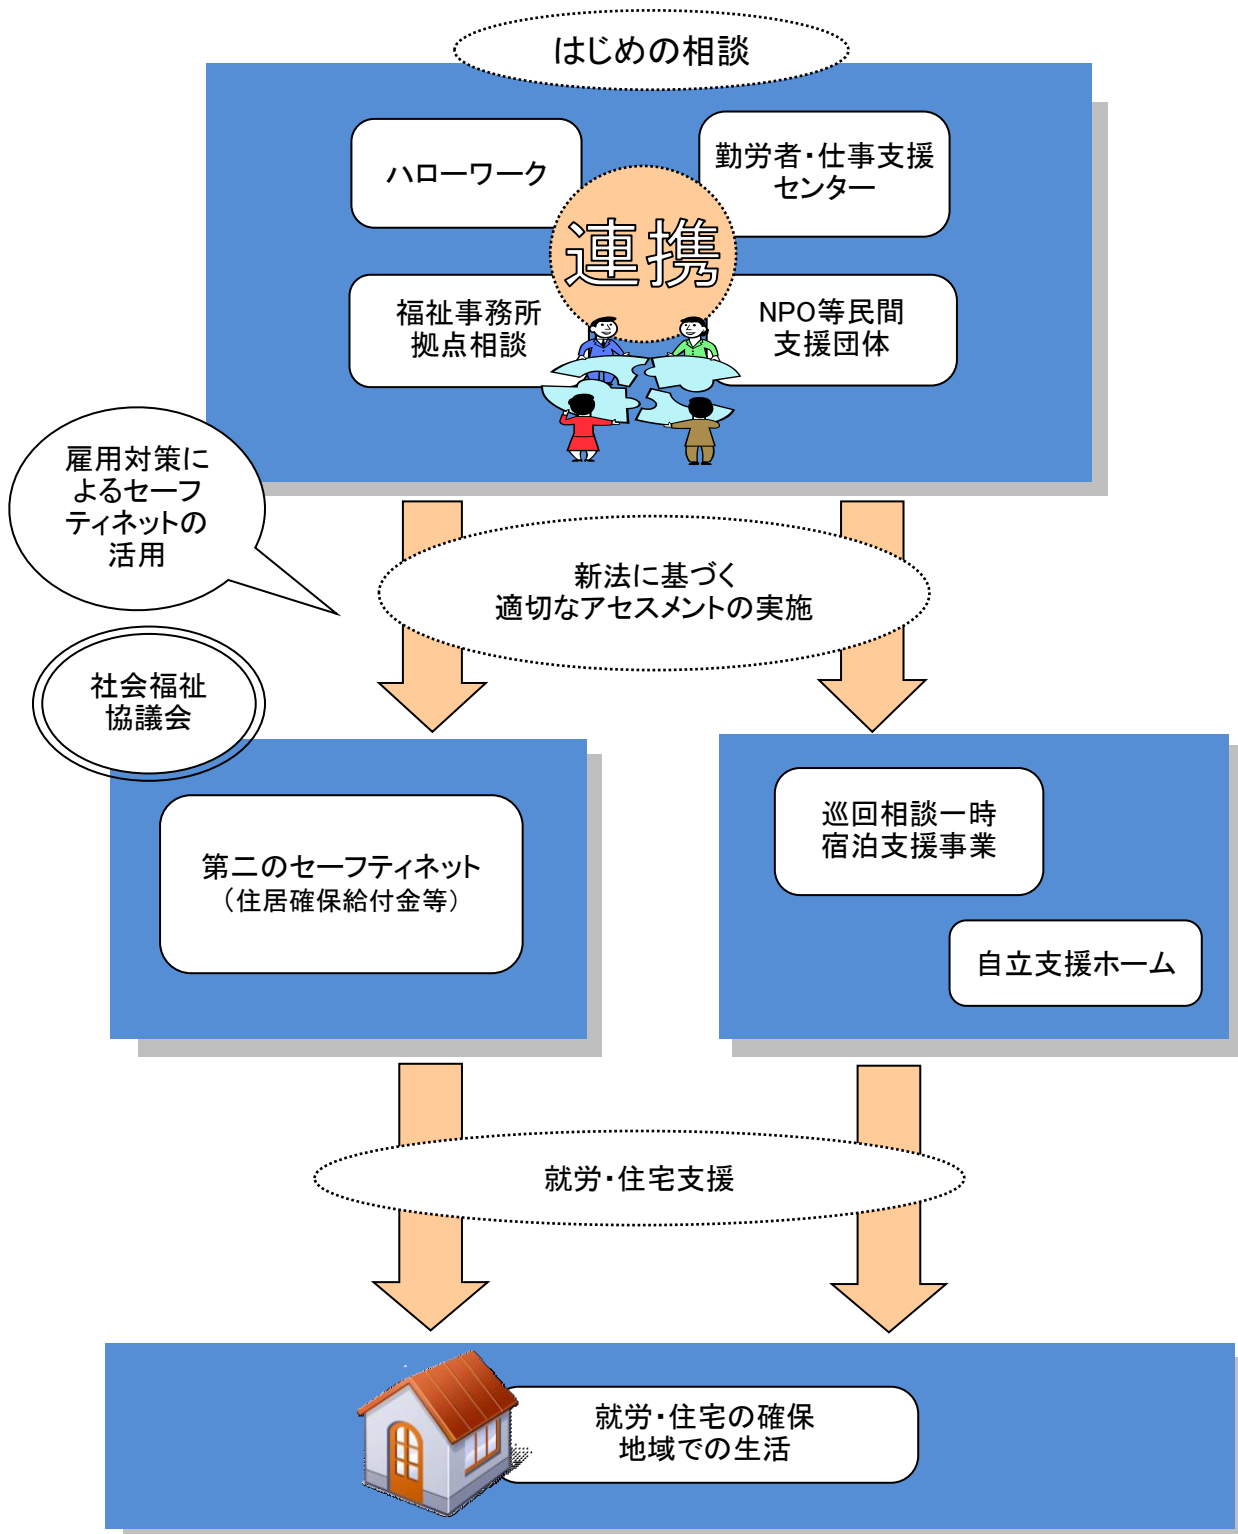 はじめの相談
ハローワーク
勤労者・仕事支援
センター
連携
福祉事務所
拠点相談
NPO等民間
支援団体
雇用対策に
よるセーフ
ティネットの
活用
新法に基づく
適切なアセスメントの実施
社会福祉
協議会
第二のセーフティネット
（住居確保給付金等）
巡回相談一時
宿泊支援事業
自立支援ホーム
就労・住宅支援
就労・住宅の確保
地域での生活